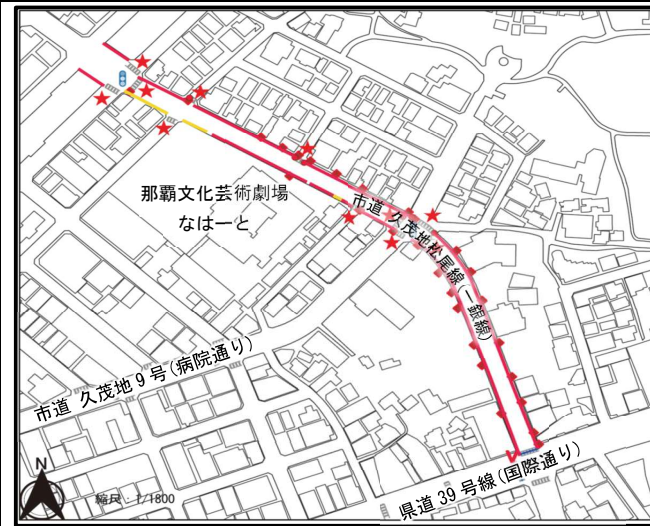 那覇文化芸術劇場
なはーと
市道 久茂地松尾線(一銀線)
市道 久茂地9号(病院通り)
県道39号線(国際通り)
N
縮尺:1/1800